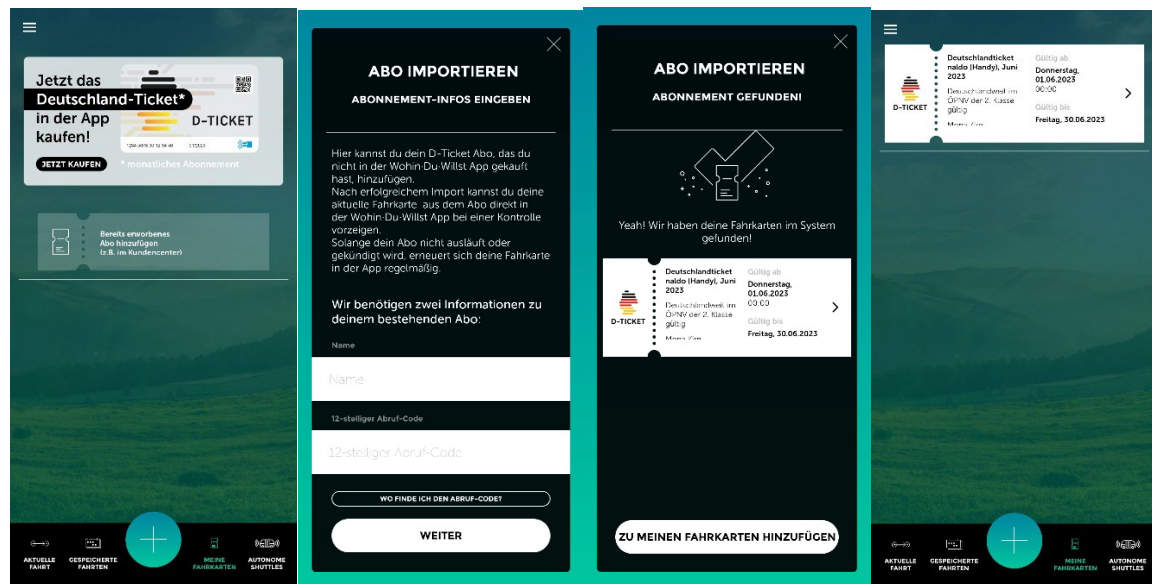 Jetzt das
Deutschland-Ticket*)
in der App
kaufen!
D-TICKET
JETZT KAUFEN
* monatliches Abonnement
Bereits erworbenes
Abo hinzufügen
(z.B. im Kundencenter)
AKTUELLE
FAHRT
GESPEICHERTE
FAHRTEN
MEINE
FAHRKARTEN
AUTONOME
SHUTTLES
ABO IMPORTIEREN
ABONNEMENT-INFOS EINGEBEN
Hier kannst du dein D-Ticket Abo, das du
nicht in der Wohin·Du·Willst App gekauft
hast, hinzufügen.
Nach erfolgreichem Import kannst du deine
aktuelle Fahrkarte aus dem Abo direkt in
der Wohin·Du·Willst App bei einer Kontrolle
vorzeigen.
Solange dein Abo nicht ausläuft oder
gekündigt wird, erneuert sich deine Fahrkarte
in der App regelmäßig.
Wir benötigen zwei Informationen zu
deinem bestehenden Abo:
Name
Name
12-stelliger Abruf-Code
12-stelliger Abruf-Code
WO FINDE ICH DEN ABRUF-CODE?
WEITER
ABO IMPORTIEREN
ABONNEMENT GEFUNDEN!
Yeah! Wir haben deine Fahrkarten im System
gefunden!
D-TICKET
Deutschlandticket
naldo (Handy), Juni
2023
Deutschlandweit im
ÖPNV der 2. Klasse
gültig
Gültig ab
Donnerstag,
01.06.2023
00:00
Gültig bis
Freitag, 30.06.2023
ZU MEINEN FAHRKARTEN HINZUFÜGEN
D-TICKET
Deutschlandticket
naldo (Handy), Juni
2023
Deutschlandweit im
ÖPNV der 2. Klasse
gültig
Gültig ab
Donnerstag,
01.06.2023
00:00
Gültig bis
Freitag, 30.06.2023
AKTUELLE
FAHRT
GESPEICHERTE
FAHRTEN
MEINE
FAHRKARTEN
AUTONOME
SHUTTLES